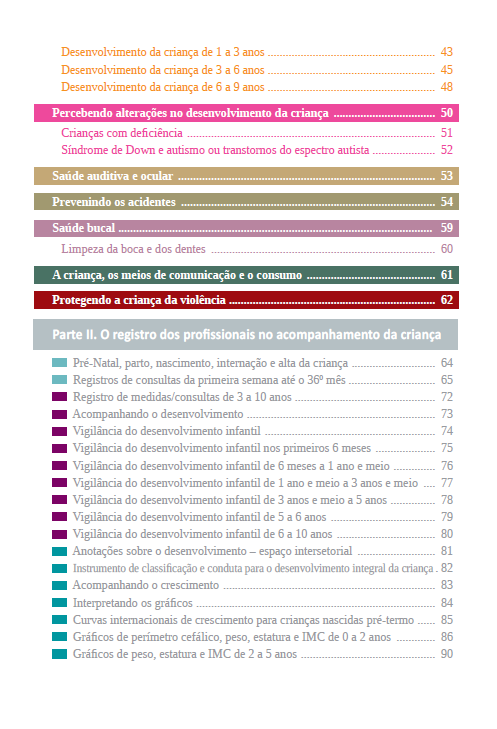 Desenvolvimento da criança de 1 a 3 anos ........................................................ 43
Desenvolvimento da criança de 3 a 6 anos ........................................................ 45
Desenvolvimento da criança de 6 a 9 anos ........................................................ 48
Percebendo alterações no desenvolvimento da criança .................................. 50
Crianças com deficiência ................................................................................... 51
Síndrome de Down e autismo ou transtornos do espectro autista ..................... 52
Saúde auditiva e ocular ...................................................................................... 53
Prevenindo os acidentes ..................................................................................... 54
Saúde bucal ......................................................................................................... 59
Limpeza da boca e dos dentes ........................................................................... 60
A criança, os meios de comunicação e o consumo ........................................... 61
Protegendo a criança da violência ..................................................................... 62
Parte II. O registro dos profissionais no acompanhamento da criança
Pré-Natal, parto, nascimento, internação e alta da criança ............................ 64
Registros de consultas da primeira semana até o 36º mês ............................. 65
Registro de medidas/consultas de 3 a 10 anos ............................................... 72
Acompanhando o desenvolvimento ............................................................... 73
Vigilância do desenvolvimento infantil ......................................................... 74
Vigilância do desenvolvimento infantil nos primeiros 6 meses .................... 75
Vigilância do desenvolvimento infantil de 6 meses a 1 ano e meio .............. 76
Vigilância do desenvolvimento infantil de 1 ano e meio a 3 anos e meio .... 77
Vigilância do desenvolvimento infantil de 3 anos e meio a 5 anos ............... 78
Vigilância do desenvolvimento infantil de 5 a 6 anos ................................... 79
Vigilância do desenvolvimento infantil de 6 a 10 anos ................................. 80
Anotações sobre o desenvolvimento – espaço intersetorial .......................... 81
Instrumento de classificação e conduta para o desenvolvimento integral da criança . 82
Acompanhando o crescimento ....................................................................... 83
Interpretando os gráficos ................................................................................ 84
Curvas internacionais de crescimento para crianças nascidas pré-termo ...... 85
Gráficos de perímetro cefálico, peso, estatura e IMC de 0 a 2 anos ............. 86
Gráficos de peso, estatura e IMC de 2 a 5 anos ............................................. 90